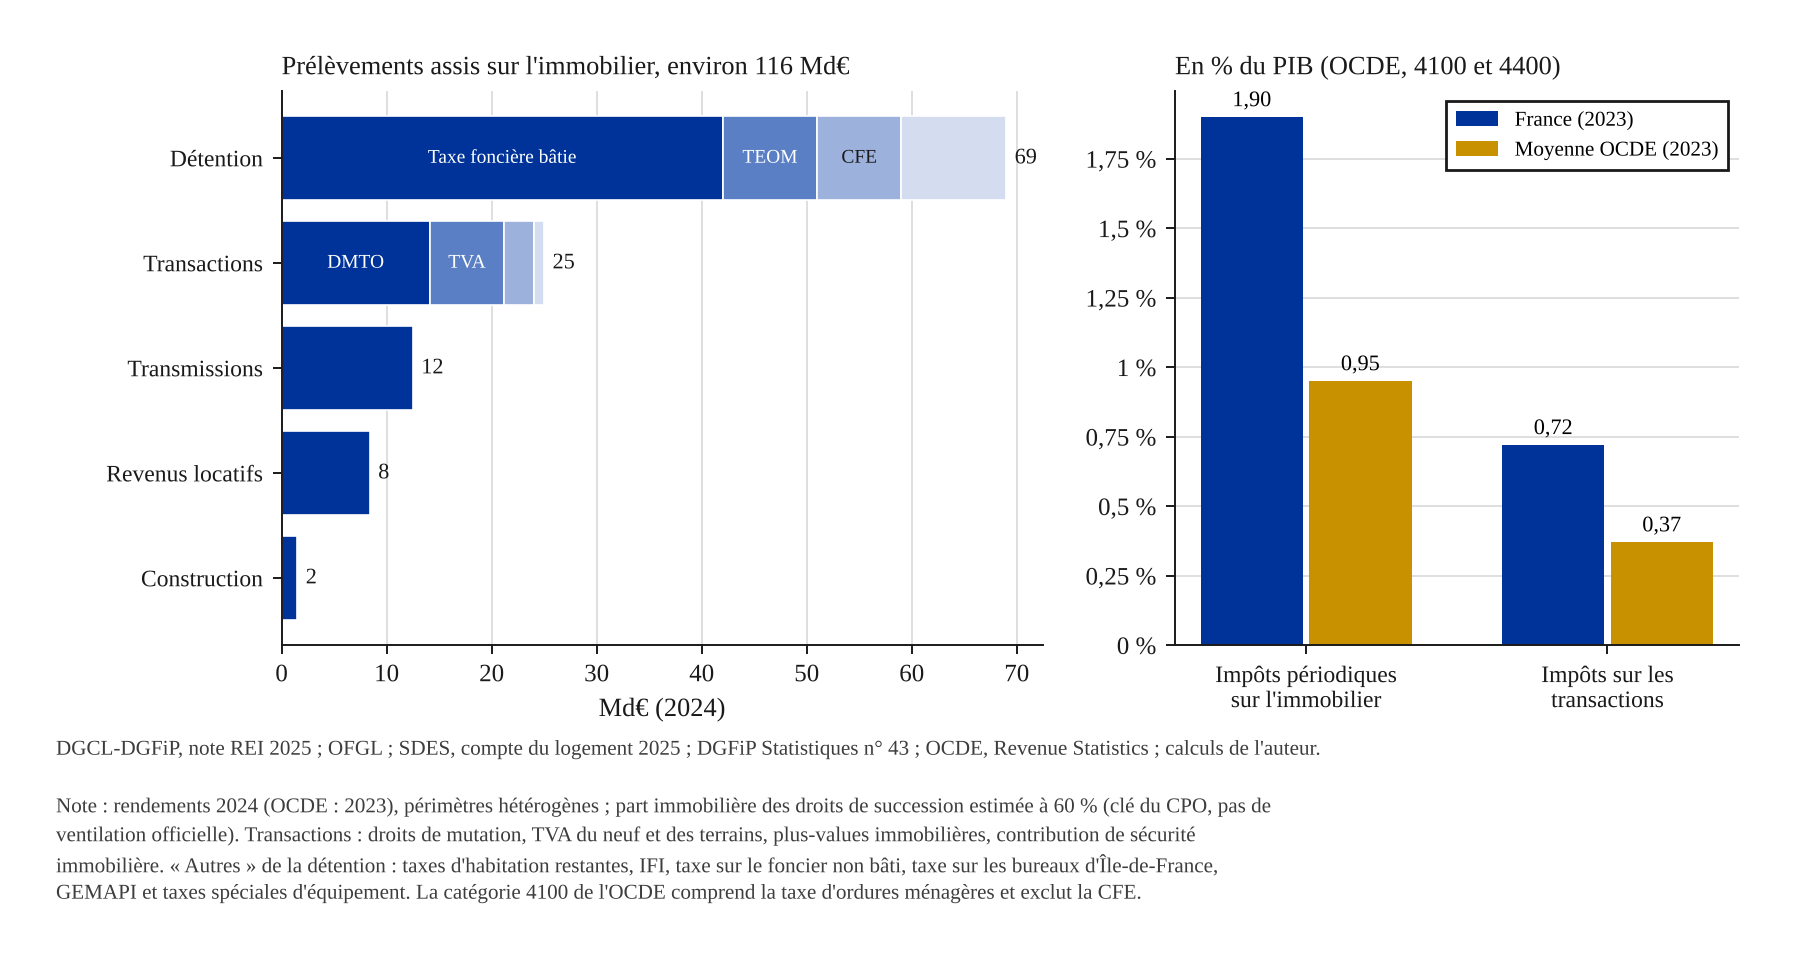 Prélèvements assis sur l'immobilier, environ 116 Md€
Détention
Taxe foncière bâtie
TEOM
CFE
69
Transactions
DMTO
TVA
25
Transmissions
12
Revenus locatifs
8
Construction
2
0
10
20
30
40
50
60
70
Md€ (2024)
En % du PIB (OCDE, 4100 et 4400)
France (2023)
Moyenne OCDE (2023)
1,75 %
1,5 %
1,25 %
1 %
0,75 %
0,5 %
0,25 %
0 %
1,90
0,95
0,72
0,37
Impôts périodiques
sur l'immobilier
Impôts sur les
transactions
DGCL-DGFiP, note REI 2025 ; OFGL ; SDES, compte du logement 2025 ; DGFiP Statistiques n° 43 ; OCDE, Revenue Statistics ; calculs de l'auteur.
Note : rendements 2024 (OCDE : 2023), périmètres hétérogènes ; part immobilière des droits de succession estimée à 60 % (clé du CPO, pas de
ventilation officielle). Transactions : droits de mutation, TVA du neuf et des terrains, plus-values immobilières, contribution de sécurité
immobilière. « Autres » de la détention : taxes d'habitation restantes, IFI, taxe sur le foncier non bâti, taxe sur les bureaux d'Île-de-France,
GEMAPI et taxes spéciales d'équipement. La catégorie 4100 de l'OCDE comprend la taxe d'ordures ménagères et exclut la CFE.